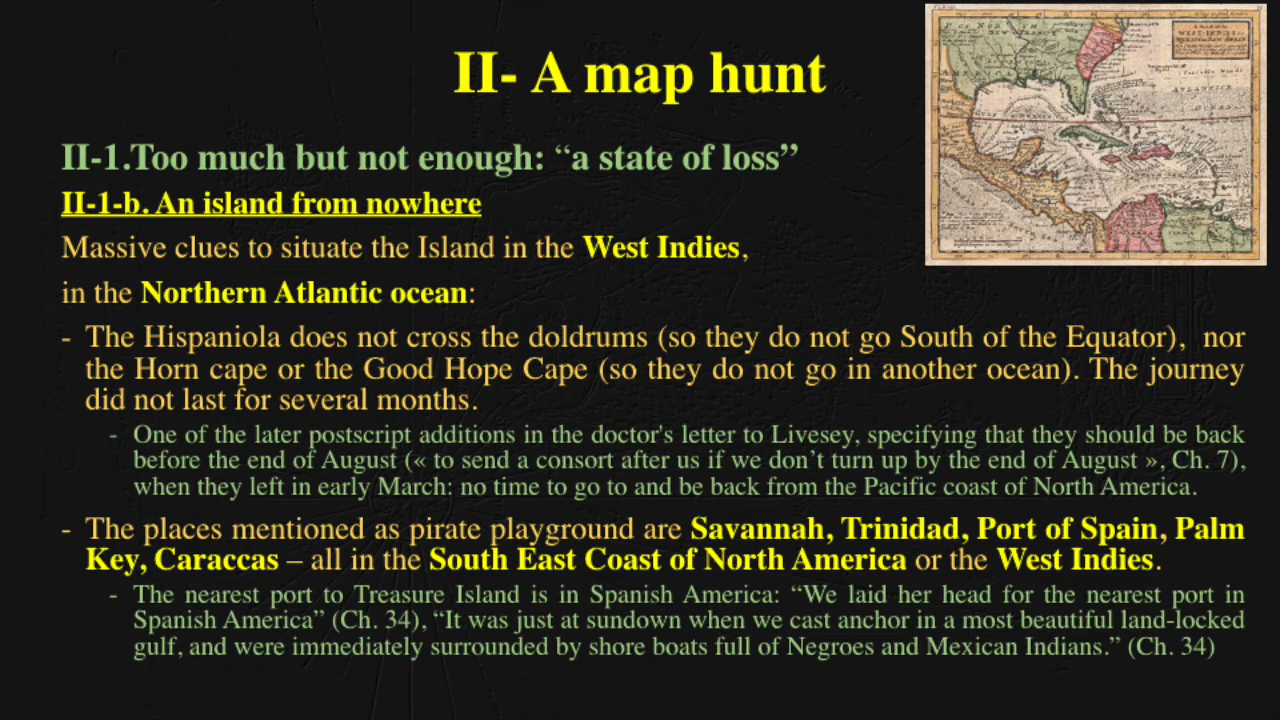 II- A map hunt
II-1.Too much but not enough: “a state of loss”
II-1-b. An island from nowhere
Massive clues to situate the Island in the West Indies,
in the Northern Atlantic ocean:
- The Hispaniola does not cross the doldrums (so they do not go South of the Equator), nor
the Horn cape or the Good Hope Cape (so they do not go in another ocean). The journey
did not last for several months.
- One of the later postscript additions in the doctor's letter to Livesey, specifying that they should be back
before the end of August (« to send a consort after us if we don’t turn up by the end of August », Ch. 7),
when they left in early March: no time to go to and be back from the Pacific coast of North America.
- The places mentioned as pirate playground are Savannah, Trinidad, Port of Spain, Palm
Key, Caraccas – all in the South East Coast of North America or the West Indies.
- The nearest port to Treasure Island is in Spanish America: “We laid her head for the nearest port in
Spanish America” (Ch. 34), “It was just at sundown when we cast anchor in a most beautiful land-locked
gulf, and were immediately surrounded by shore boats full of Negroes and Mexican Indians.” (Ch. 34)